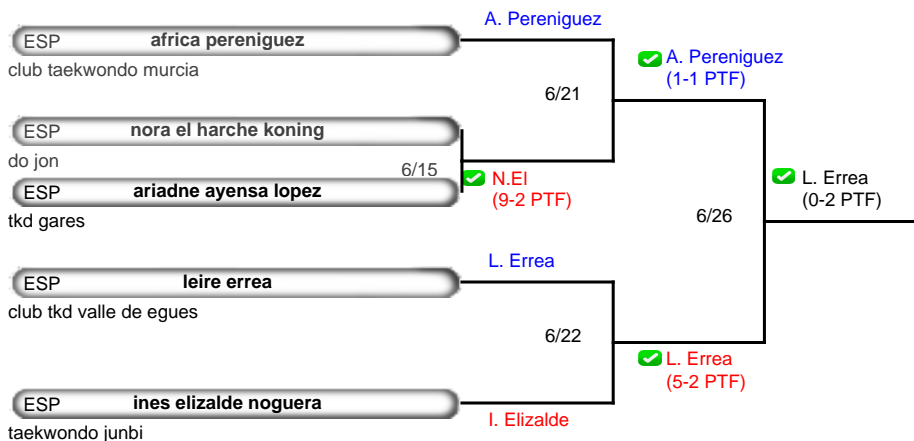 A. Pereniguez
ESP africa pereniguez
club taekwondo murcia
A. Pereniguez
(1-1 PTF)
6/21
ESP nora el harche koning
do jon
6/15
N.El
(9-2 PTF)
ESP ariadne ayensa lopez
tkd gares
L. Errea
(0-2 PTF)
6/26
L. Errea
ESP leire errea
club tkd valle de egues
6/22
L. Errea
(5-2 PTF)
ESP ines elizalde noguera
I. Elizalde
taekwondo junbi